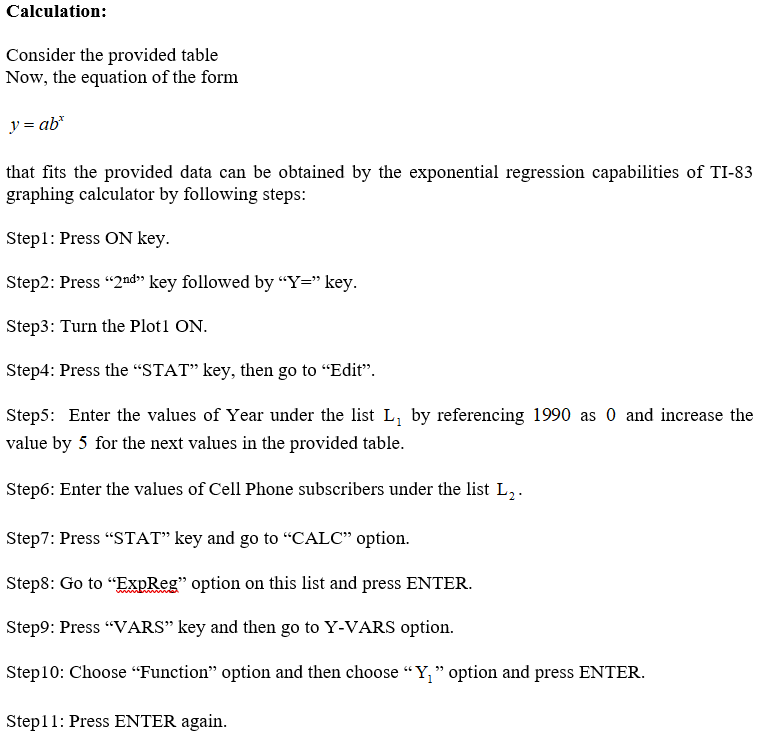 Calculation:
Consider the provided table
Now, the equation of the form
y = abˣ
that fits the provided data can be obtained by the exponential regression capabilities of TI-83
graphing calculator by following steps:
Step1: Press ON key.
Step2: Press “2ⁿᵈ” key followed by “Y=” key.
Step3: Turn the Plot1 ON.
Step4: Press the “STAT” key, then go to “Edit”.
Step5: Enter the values of Year under the list L₁ by referencing 1990 as 0 and increase the
value by 5 for the next values in the provided table.
Step6: Enter the values of Cell Phone subscribers under the list L₂.
Step7: Press “STAT” key and go to “CALC” option.
Step8: Go to “ExpReg” option on this list and press ENTER.
Step9: Press “VARS” key and then go to Y-VARS option.
Step10: Choose “Function” option and then choose “Y₁” option and press ENTER.
Step11: Press ENTER again.